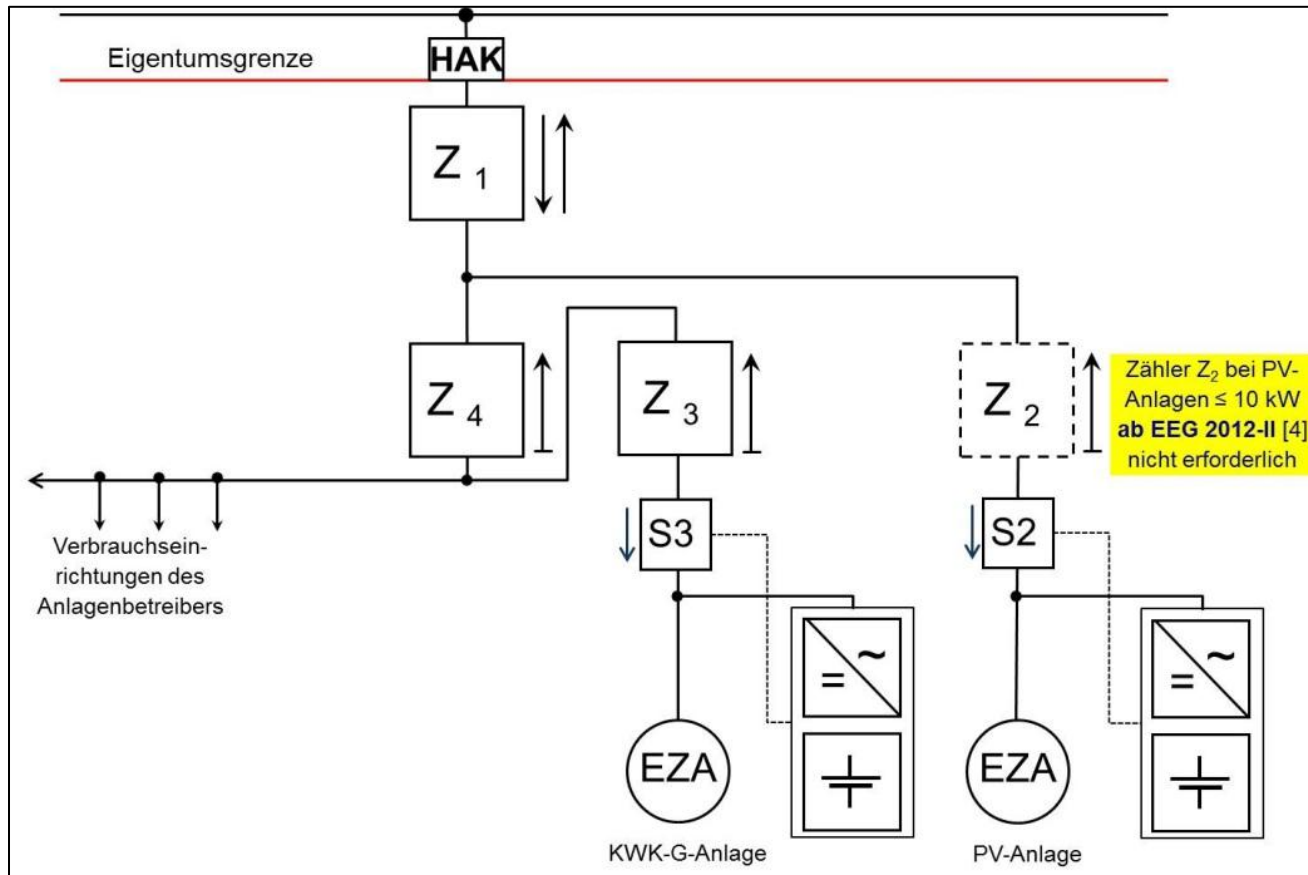 Eigentumsgrenze
HAK
Z 1
Z 4
Z 3
Z 2
Zähler Z2 bei PV-
Anlagen ≤ 10 kW
ab EEG 2012-II [4]
nicht erforderlich
S3
S2
Verbrauchsein-
richtungen des
Anlagenbetreibers
= ~
= ~
EZA
EZA
KWK-G-Anlage
PV-Anlage